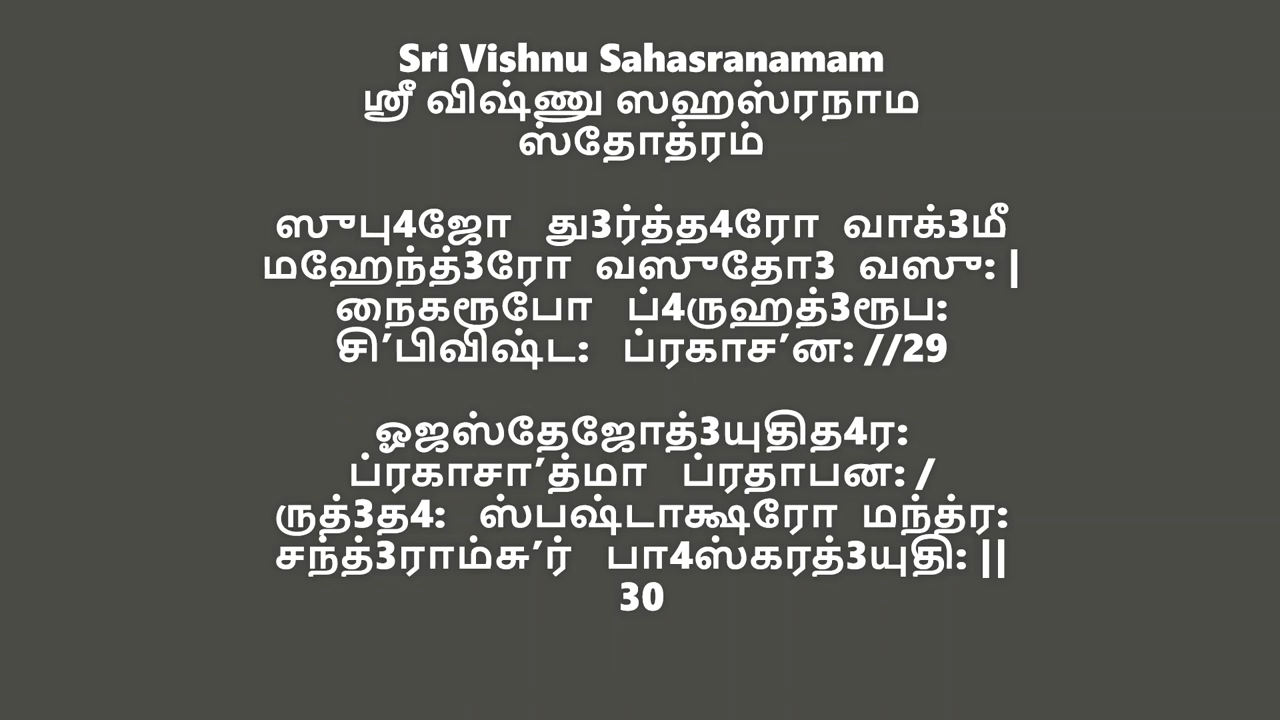 Sri Vishnu Sahasranamam
ஸ்ரீ விஷ்ணு ஸஹஸ்ரநாம
ஸ்தோத்ரம்
ஸுபு4ஜோ து3ர்த்த4ரோ வாக்3மீ
மஹேந்த்3ரோ வஸுதோ3 வஸு: |
நைகரூபோ ப்4ருஹத்3ரூப:
சி’பிவிஷ்ட: ப்ரகாச’ன: //29
ஓஜஸ்தேஜோத்3யுதித4ர:
ப்ரகாசா’த்மா ப்ரதாபன: /
ருத்3த4: ஸ்பஷ்டாக்ஷரோ மந்த்ர:
சந்த்3ராம்சு’ர் பா4ஸ்கரத்3யுதி: ||
30